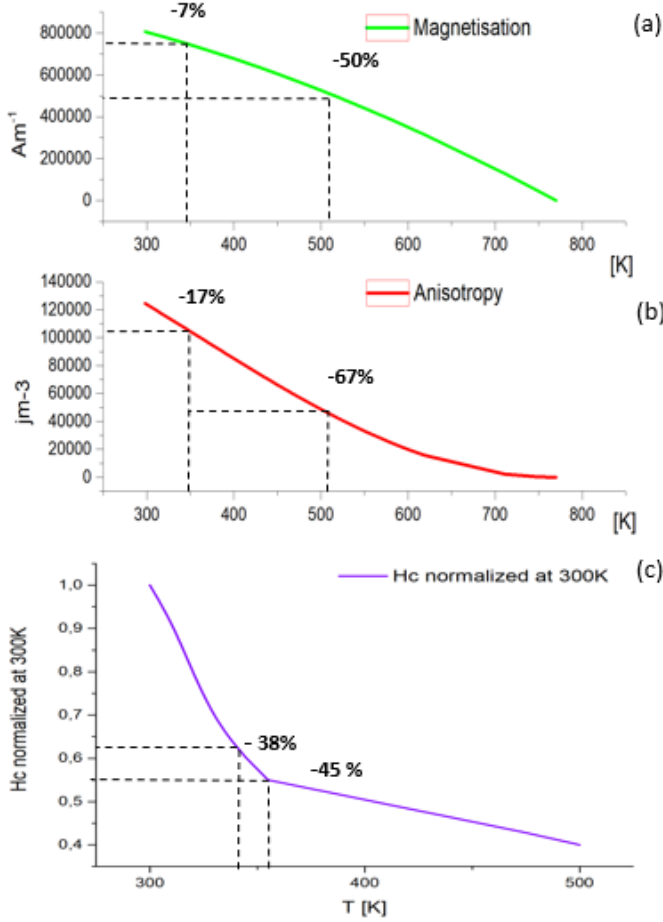 -7%
Magnetisation
(a)
-50%
Am⁻¹
800000
600000
400000
200000
0
300 400 500 600 700 800
[K]
Anisotropy
(b)
-17%
-67%
jm-3
140000
120000
100000
80000
60000
40000
20000
0
300 400 500 600 700 800
[K]
Hc normalized at 300K
(c)
Hc normalized at 300K
1,0
0,9
0,8
0,7
0,6
0,5
0,4
- 38%
-45 %
300 400 500
T [K]